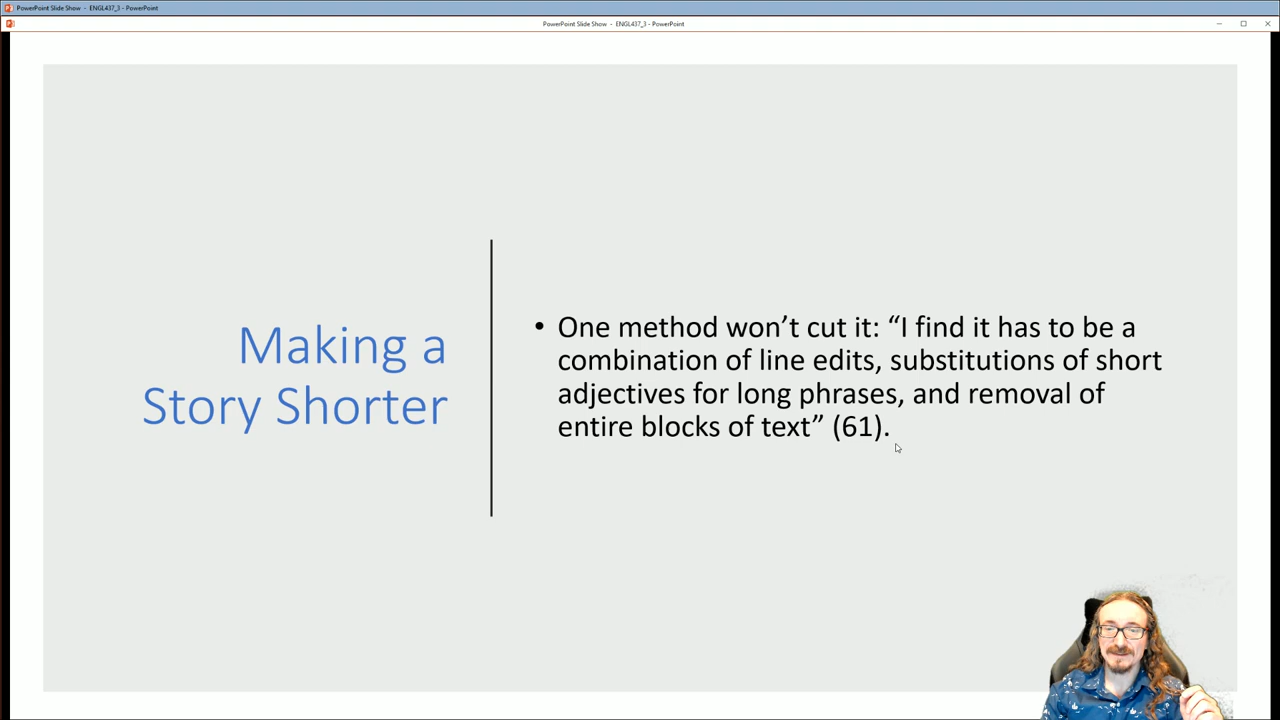 PowerPoint Slide Show - ENGL437_3 - PowerPoint
PowerPoint Slide Show - ENGL437_3 - PowerPoint
Making a
Story Shorter
• One method won’t cut it: “I find it has to be a
combination of line edits, substitutions of short
adjectives for long phrases, and removal of
entire blocks of text” (61).